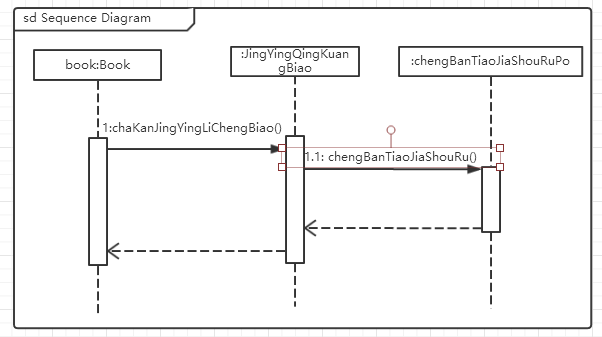 sd Sequence Diagram
book:Book
:JingYingQingKuan
gBiao
:chengBanTiaoJiaShouRuPo
1:chaKanJingYingLiChengBiao()
1.1: chengBanTiaoJiaShouRu()